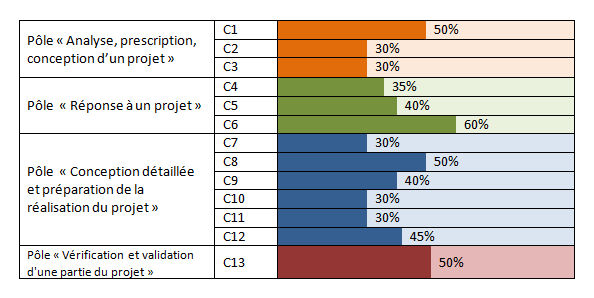 Pôle « Analyse, prescription,
conception d'un projet »
C1 50%
C2 30%
C3 30%
Pôle « Réponse à un projet »
C4 35%
C5 40%
C6 60%
Pôle « Conception détaillée
et préparation de la
réalisation du projet »
C7 30%
C8 50%
C9 40%
C10 30%
C11 30%
C12 45%
Pôle « Vérification et validation
d'une partie du projet »
C13 50%